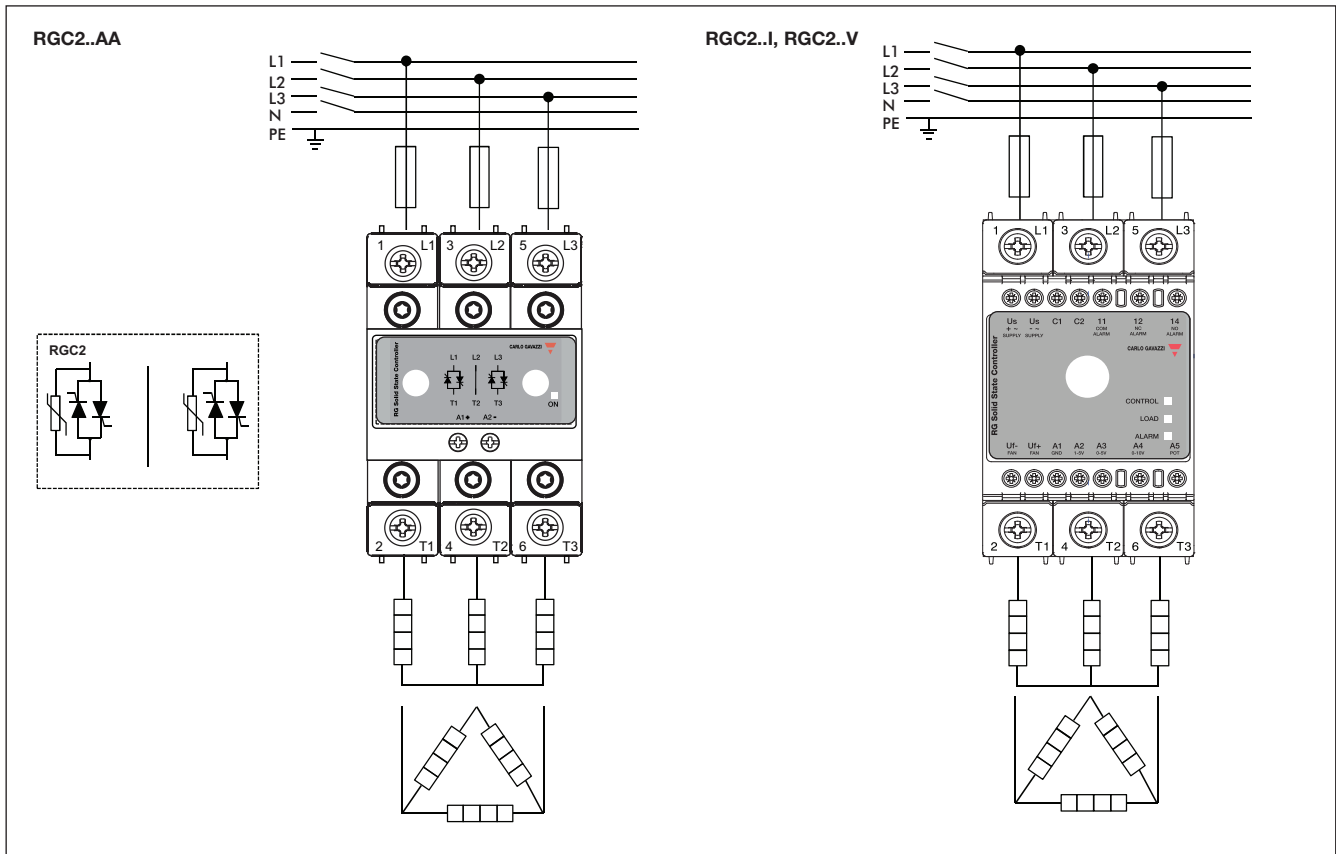 RGC2..AA
L1
L2
L3
N
PE
1 L1 3 L2 5 L3
RGC2
RG Solid State Controller
CARLO GAVAZZI
L1 L2 L3
T1 T2 T3
ON
A1+ A2-
2 T1 4 T2 6 T3
RGC2..I, RGC2..V
L1
L2
L3
N
PE
1 L1 3 L2 5 L3
Us Us C1 C2 11 12 14
+ ~ - ~ COM NC NO
SUPPLY SUPPLY ALARM ALARM ALARM
CARLO GAVAZZI
RG Solid State Controller
CONTROL
LOAD
ALARM
Uf- Uf+ A1 A2 A3 A4 A5
FAN FAN GND 1-5V 0-5V 0-10V POT
2 T1 4 T2 6 T3